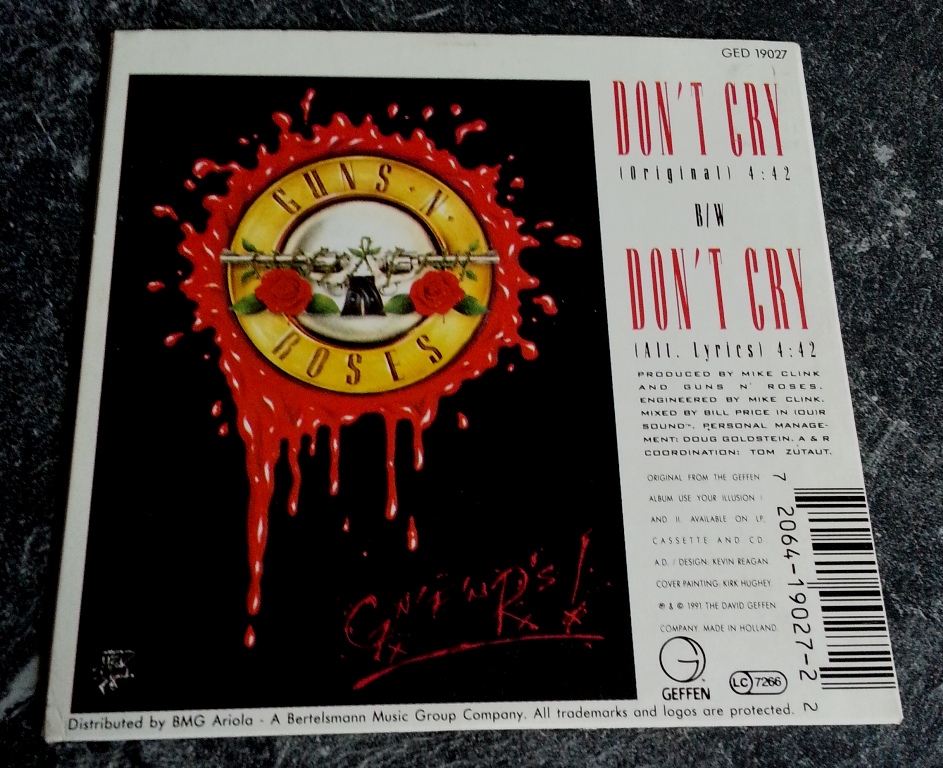 GED 19027
GUNS · N ·
ROSES
GN'F'N'R's!
DON'T CRY
(Original) 4:42
B/W
DON'T CRY
(Alt. Lyrics) 4:42
PRODUCED BY MIKE CLINK
AND GUNS N' ROSES.
ENGINEERED BY MIKE CLINK.
MIXED BY BILL PRICE IN (OU)R
SOUND™. PERSONAL MANAGE-
MENT: DOUG GOLDSTEIN. A & R
COORDINATION: TOM ZUTAUT.
ORIGINAL FROM THE GEFFEN
ALBUM USE YOUR ILLUSION I
AND II. AVAILABLE ON LP,
CASSETTE AND CD.
A.D. / DESIGN: KEVIN REAGAN
COVER PAINTING: KIRK HUGHEY.
℗ & © 1991 THE DAVID GEFFEN
COMPANY. MADE IN HOLLAND.
7 2064-19027-2 2
GEFFEN
LC 7266
Distributed by BMG Ariola - A Bertelsmann Music Group Company. All trademarks and logos are protected.